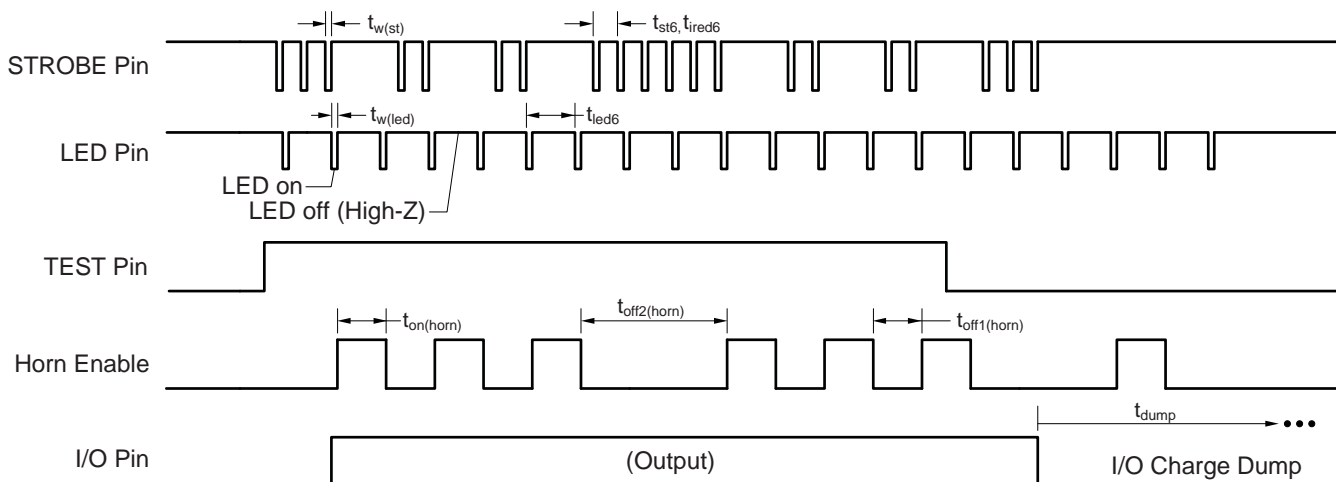 t_w(st)
t_st6, t_ired6
STROBE Pin
t_w(led)
t_led6
LED Pin
LED on
LED off (High-Z)
TEST Pin
t_on(horn)
t_off2(horn)
t_off1(horn)
Horn Enable
t_dump
I/O Pin
(Output)
I/O Charge Dump